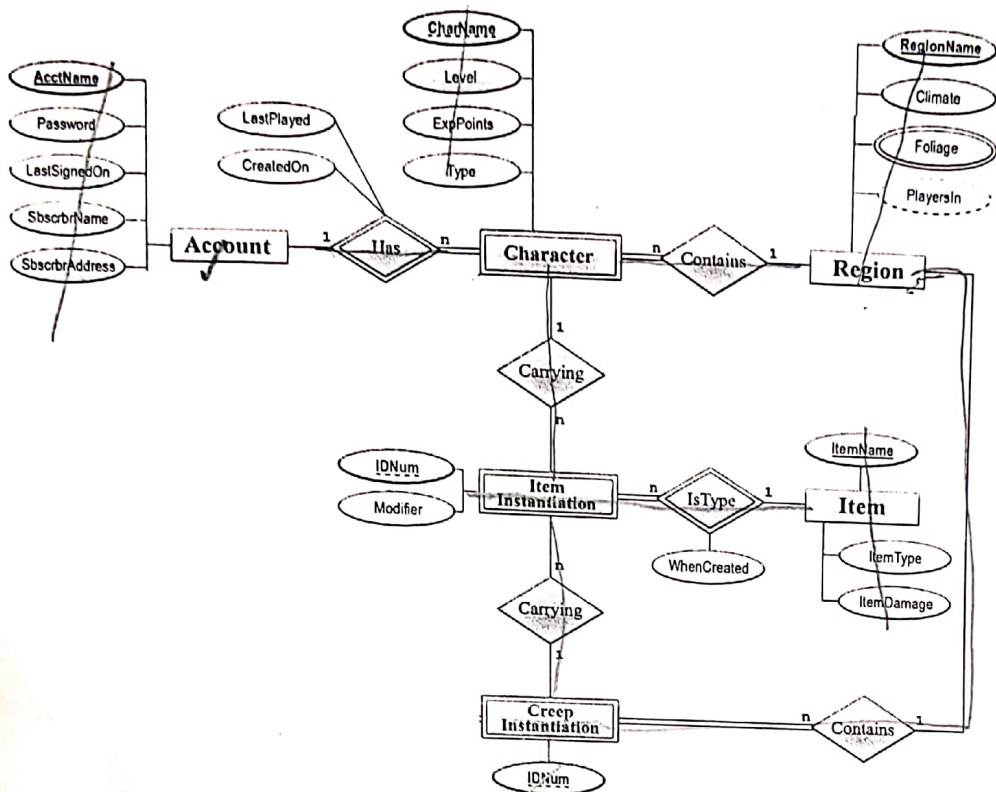 CharName
Level
ExpPoints
Type
RegionName
Climate
Foliage
PlayersIn
AcctName
Password
LastSignedOn
SbscrbrName
SbscrbrAddress
LastPlayed
CreatedOn
Account
1
Has
n
Character
n
Contains
1
Region
1
Carrying
n
IDNum
Modifier
Item
Instantiation
n
IsType
1
WhenCreated
ItemName
Item
ItemType
ItemDamage
n
Carrying
1
Creep
Instantiation
IDNum
n
Contains
1